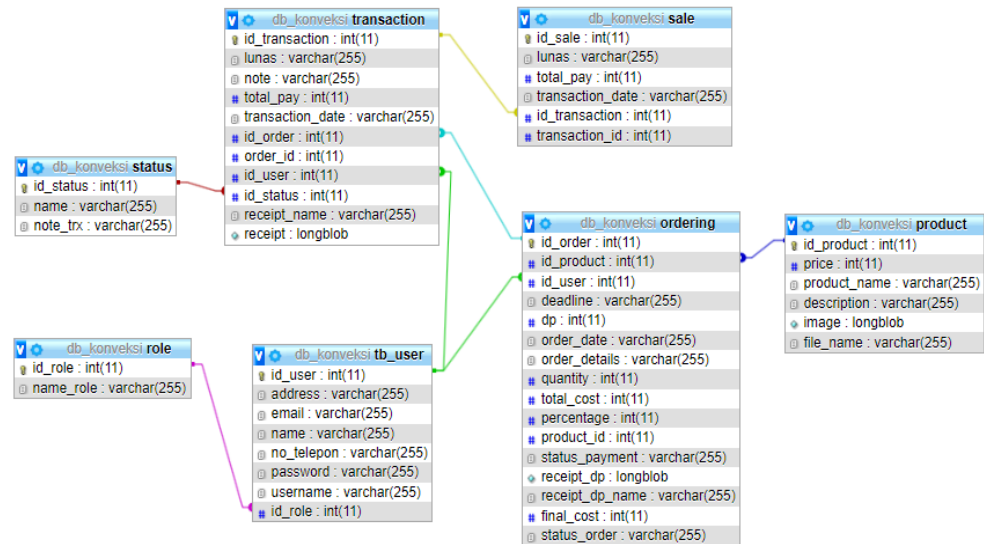 db_konveksi transaction
id_transaction : int(11)
lunas : varchar(255)
note : varchar(255)
total_pay : int(11)
transaction_date : varchar(255)
id_order : int(11)
order_id : int(11)
id_user : int(11)
id_status : int(11)
receipt_name : varchar(255)
receipt : longblob
db_konveksi sale
id_sale : int(11)
lunas : varchar(255)
total_pay : int(11)
transaction_date : varchar(255)
id_transaction : int(11)
transaction_id : int(11)
db_konveksi status
id_status : int(11)
name : varchar(255)
note_trx : varchar(255)
db_konveksi ordering
id_order : int(11)
id_product : int(11)
id_user : int(11)
deadline : varchar(255)
dp : int(11)
order_date : varchar(255)
order_details : varchar(255)
quantity : int(11)
total_cost : int(11)
percentage : int(11)
product_id : int(11)
status_payment : varchar(255)
receipt_dp : longblob
receipt_dp_name : varchar(255)
final_cost : int(11)
status_order : varchar(255)
db_konveksi product
id_product : int(11)
price : int(11)
product_name : varchar(255)
description : varchar(255)
image : longblob
file_name : varchar(255)
db_konveksi role
id_role : int(11)
name_role : varchar(255)
db_konveksi tb_user
id_user : int(11)
address : varchar(255)
email : varchar(255)
name : varchar(255)
no_telepon : varchar(255)
password : varchar(255)
username : varchar(255)
id_role : int(11)